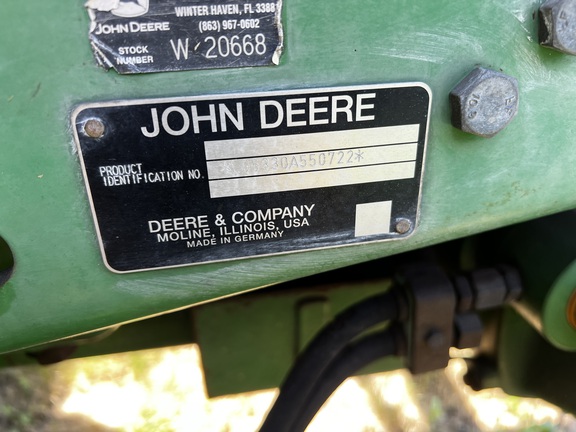 WINTER HAVEN, FL 3388
(863) 967-0602
JOHN DEERE
STOCK NUMBER W 20668
JOHN DEERE
PRODUCT
IDENTIFICATION NO.
A550722*
DEERE & COMPANY
MOLINE, ILLINOIS, USA
MADE IN GERMANY